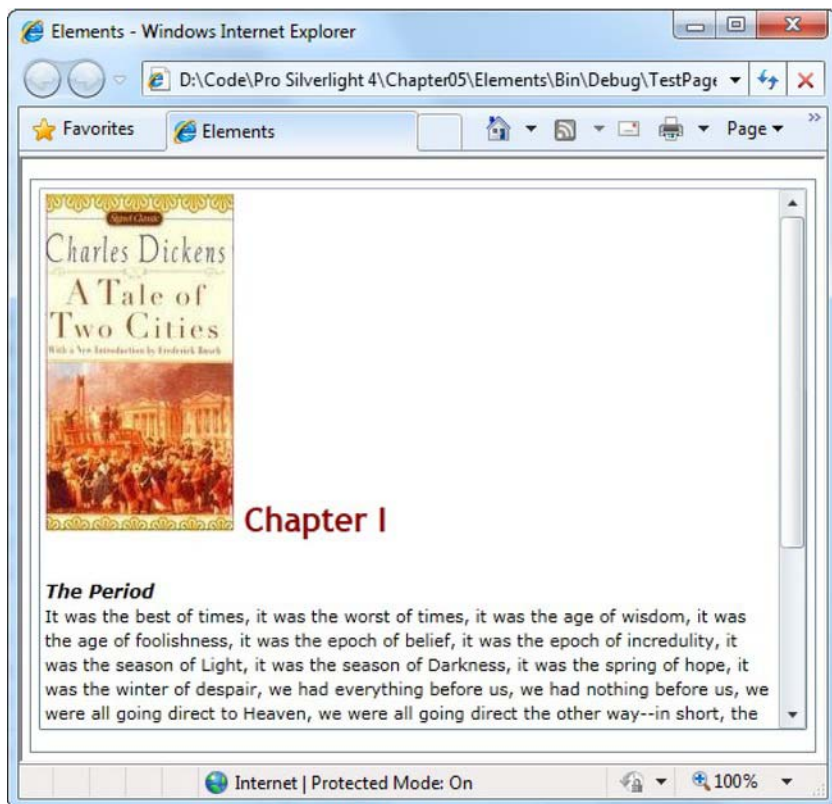 Elements - Windows Internet Explorer
D:\Code\Pro Silverlight 4\Chapter05\Elements\Bin\Debug\TestPage
Favorites
Elements
Page
Signet Classic
Charles Dickens
A Tale of
Two Cities
With a New Introduction by Frederick Busch
Chapter I
The Period
It was the best of times, it was the worst of times, it was the age of wisdom, it was
the age of foolishness, it was the epoch of belief, it was the epoch of incredulity, it
was the season of Light, it was the season of Darkness, it was the spring of hope, it
was the winter of despair, we had everything before us, we had nothing before us, we
were all going direct to Heaven, we were all going direct the other way--in short, the
Internet | Protected Mode: On
100%